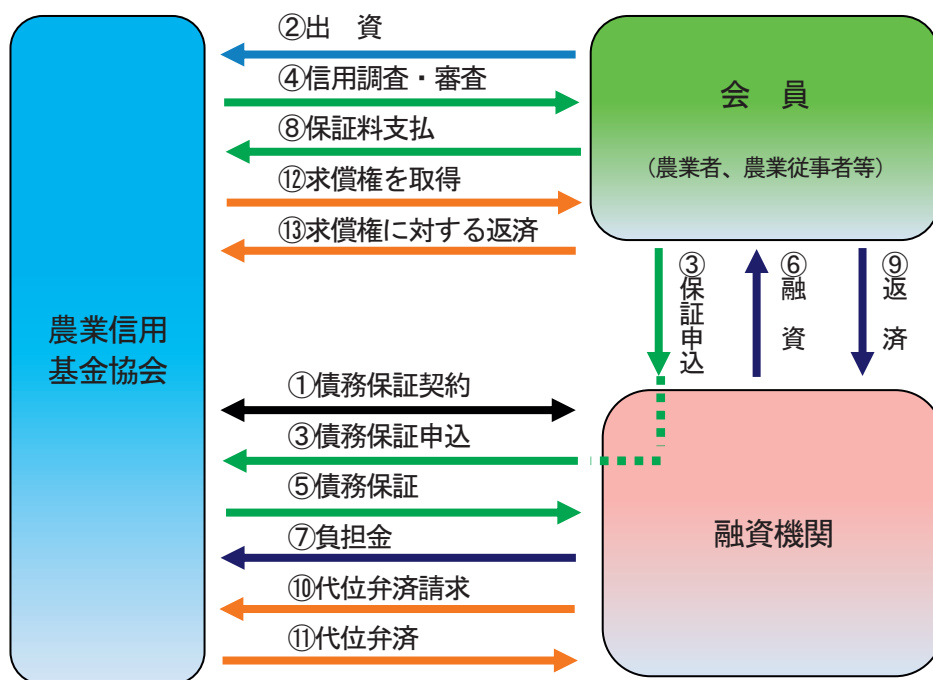 農業信用
基金協会
②出　資
④信用調査・審査
⑧保証料支払
⑫求償権を取得
⑬求償権に対する返済
会　員
（農業者、農業従事者等）
③保証申込
⑥融　資
⑨返　済
①債務保証契約
③債務保証申込
⑤債務保証
⑦負担金
⑩代位弁済請求
⑪代位弁済
融資機関